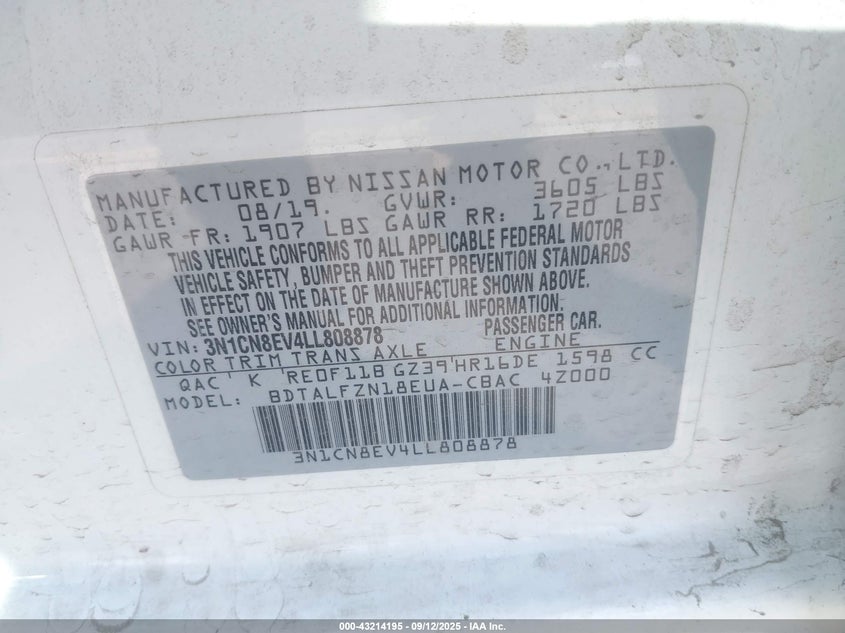 MANUFACTURED BY NISSAN MOTOR CO., LTD.
DATE: 08/19. GVWR: 3605 LBS
GAWR FR: 1907 LBS GAWR RR: 1720 LBS
THIS VEHICLE CONFORMS TO ALL APPLICABLE FEDERAL MOTOR
VEHICLE SAFETY, BUMPER AND THEFT PREVENTION STANDARDS
IN EFFECT ON THE DATE OF MANUFACTURE SHOWN ABOVE.
SEE OWNER'S MANUAL FOR ADDITIONAL INFORMATION.
VIN: 3N1CN8EV4LL808878 PASSENGER CAR.
COLOR TRIM TRANS AXLE ENGINE
QAC K RE0F11B GZ39 HR16DE 1598 CC
MODEL: BDTALFZN18EUA-CBAC 4Z000
3N1CN8EV4LL808878
000-43214195 - 09/12/2025 - IAA Inc.